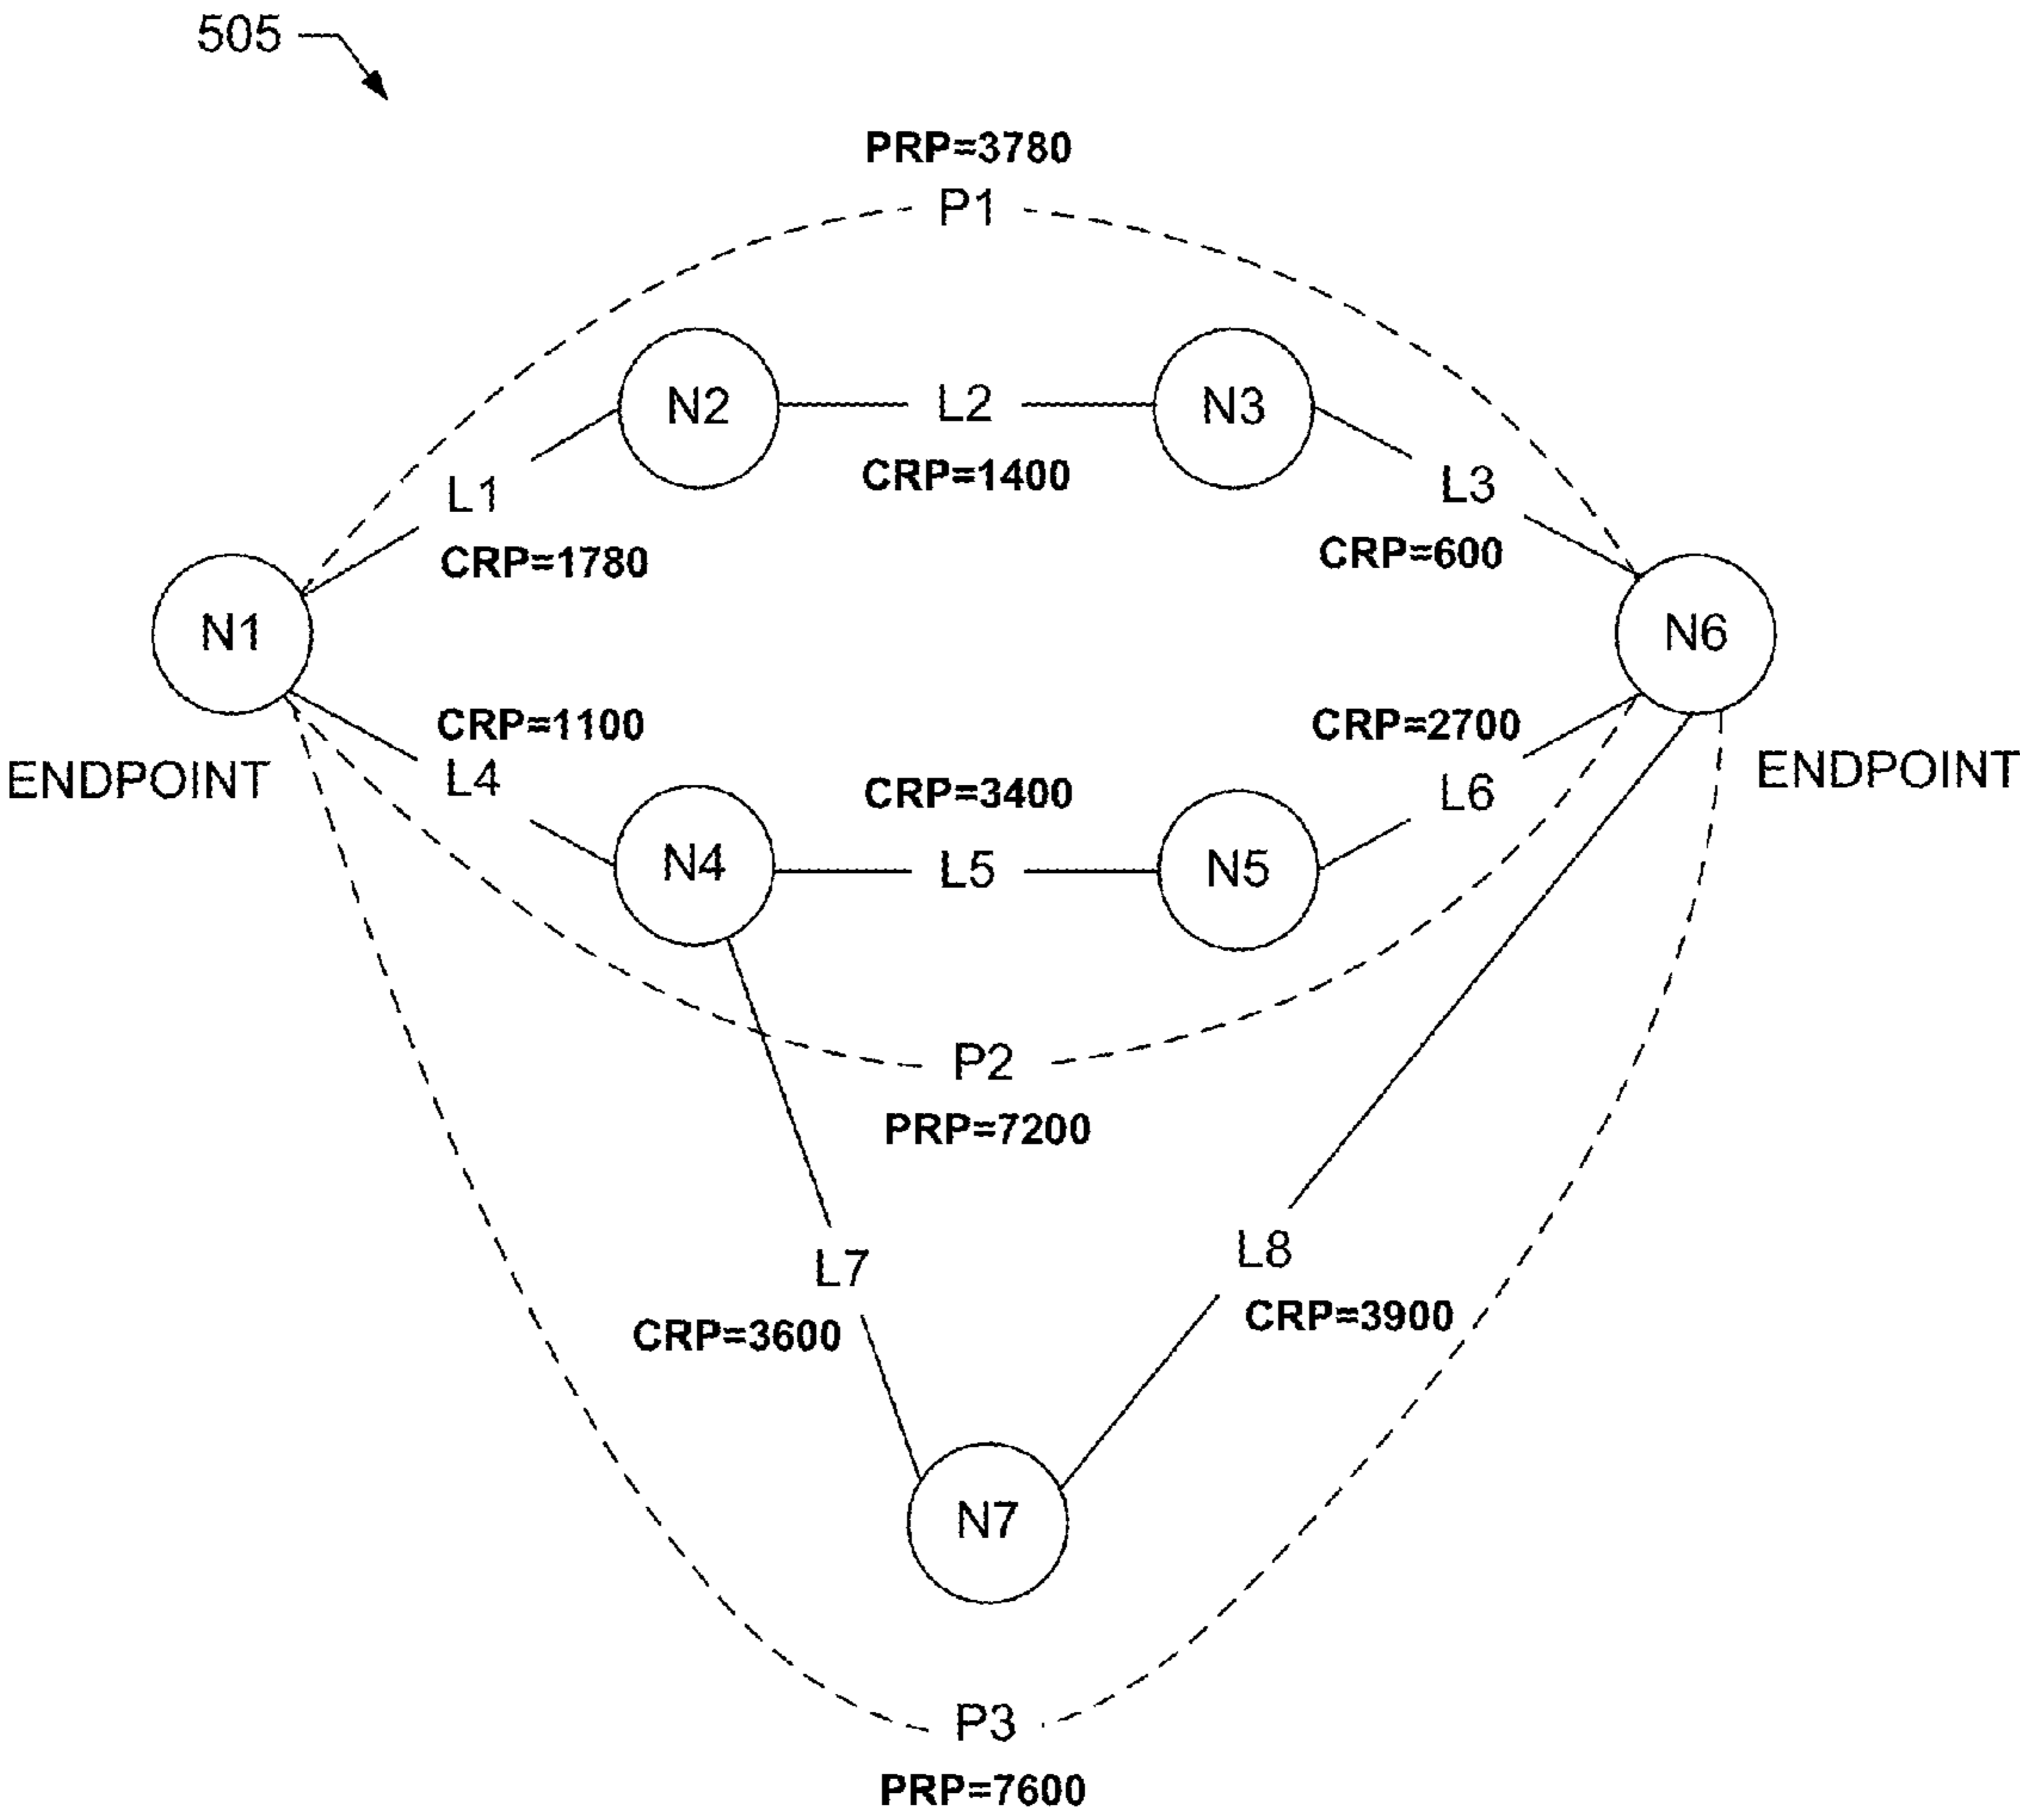 505
PRP=3780
P1
N2
L2
N3
CRP=1400
L1
L3
CRP=1780
CRP=600
N1
N6
CRP=1100
CRP=2700
ENDPOINT
L4
CRP=3400
L6
ENDPOINT
N4
L5
N5
P2
PRP=7200
L7
L8
CRP=3600
CRP=3900
N7
P3
PRP=7600